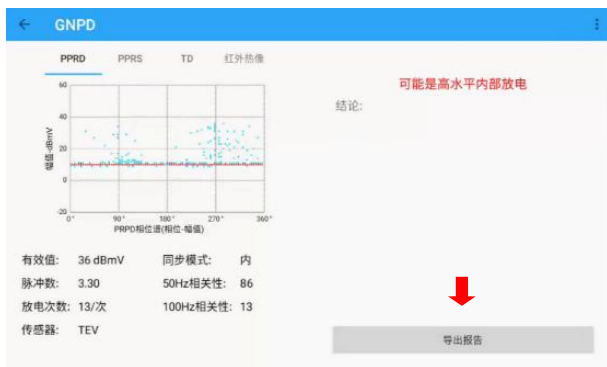 GNPD
PPRD PPRS TD 红外热像
60
40
20
0
-20
幅值-dBmV
0° 90° 180° 270° 360°
PRPD相位谱(相位-幅值)
有效值: 36 dBmV 同步模式: 内
脉冲数: 3.30 50Hz相关性: 86
放电次数: 13/次 100Hz相关性: 13
传感器: TEV
可能是高水平内部放电
结论:
导出报告